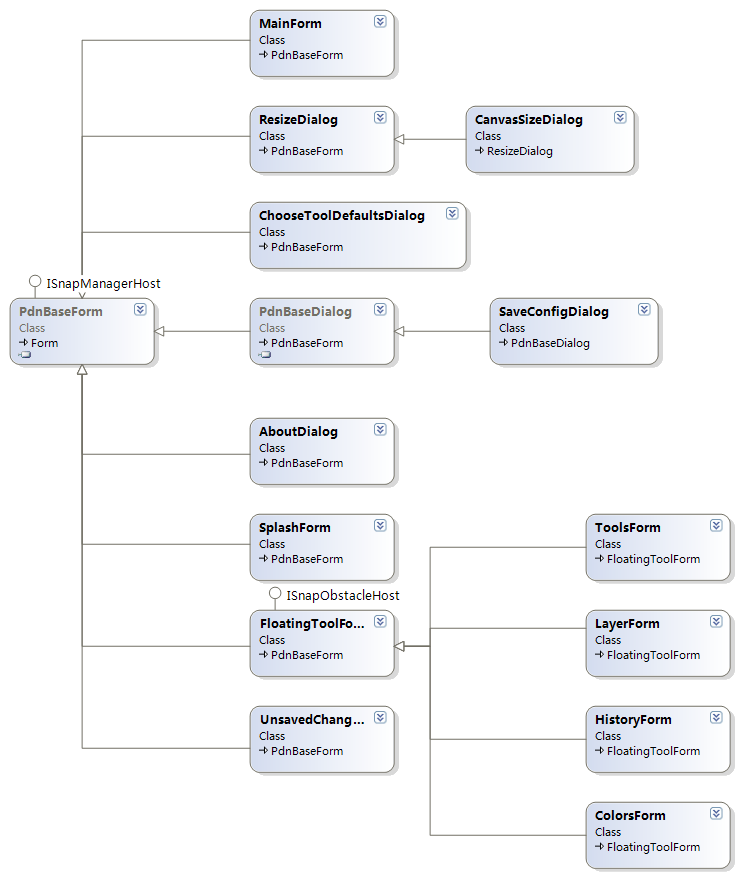 MainForm
Class
PdnBaseForm
ResizeDialog
Class
PdnBaseForm
CanvasSizeDialog
Class
ResizeDialog
ChooseToolDefaultsDialog
Class
PdnBaseForm
ISnapManagerHost
PdnBaseForm
Class
Form
PdnBaseDialog
Class
PdnBaseForm
SaveConfigDialog
Class
PdnBaseDialog
AboutDialog
Class
PdnBaseForm
SplashForm
Class
PdnBaseForm
ToolsForm
Class
FloatingToolForm
ISnapObstacleHost
FloatingToolFo...
Class
PdnBaseForm
LayerForm
Class
FloatingToolForm
UnsavedChang...
Class
PdnBaseForm
HistoryForm
Class
FloatingToolForm
ColorsForm
Class
FloatingToolForm